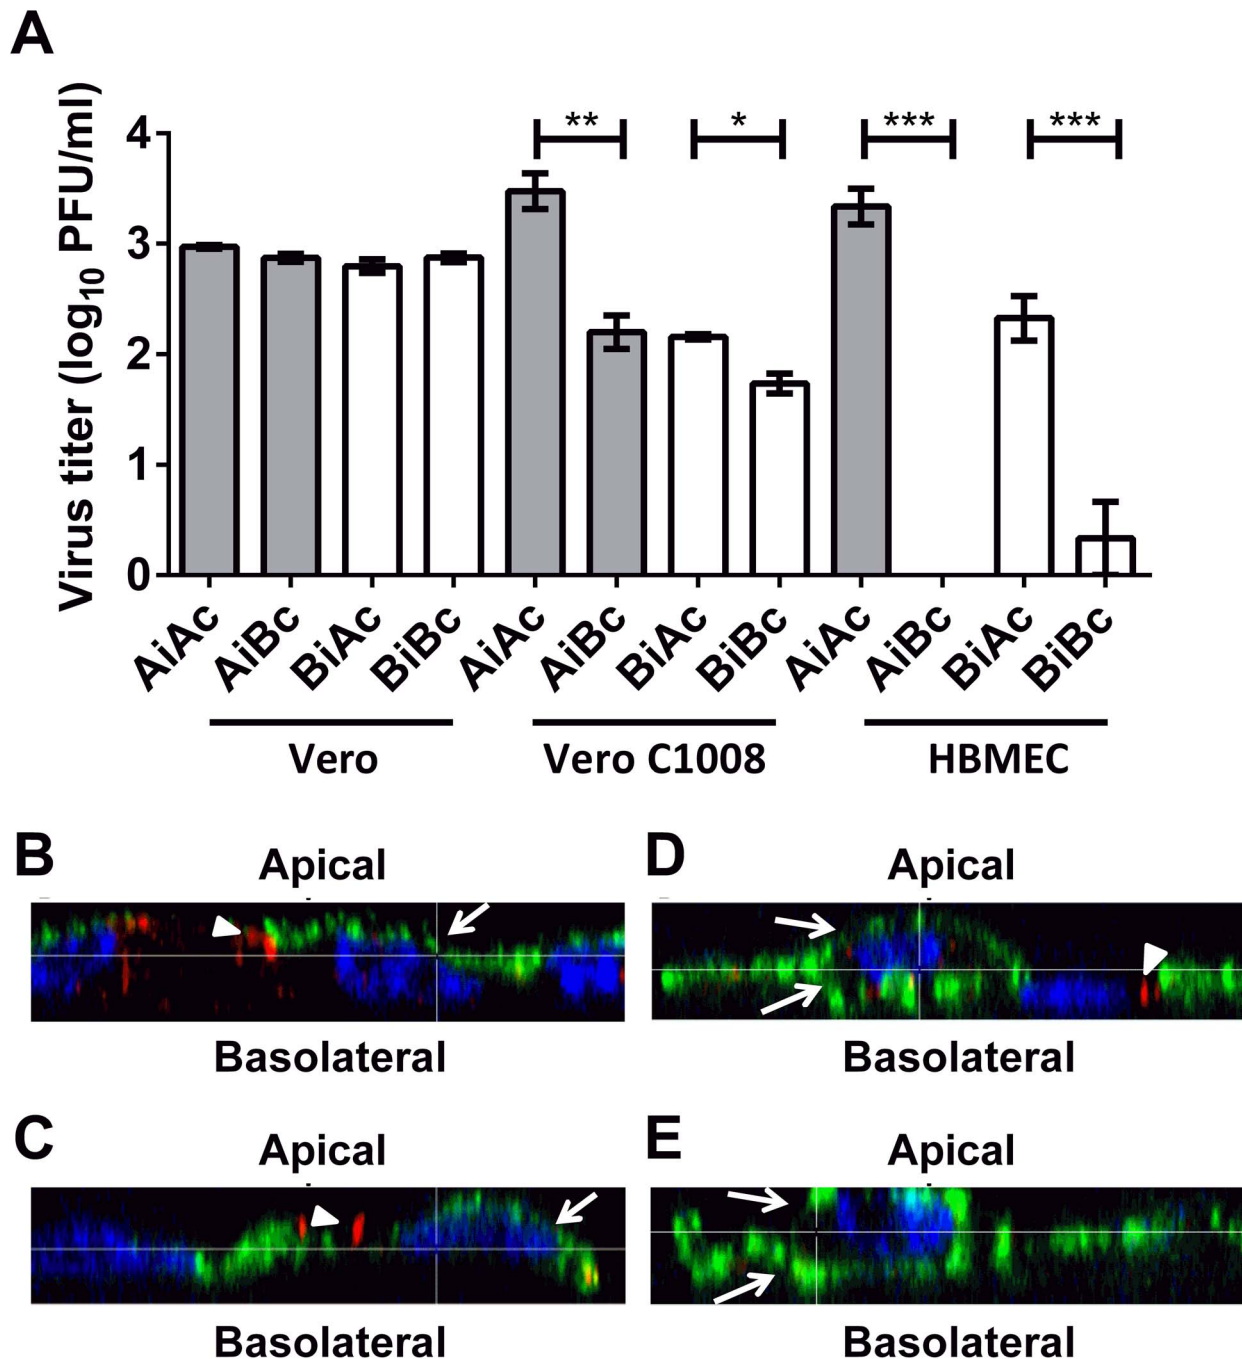 A
Virus titer (log10 PFU/ml)
4
3
2
1
0
** * *** ***
AiAc AiBc BiAc BiBc AiAc AiBc BiAc BiBc AiAc AiBc BiAc BiBc
Vero Vero C1008 HBMEC
B
Apical
Basolateral
D
Apical
Basolateral
C
Apical
Basolateral
E
Apical
Basolateral